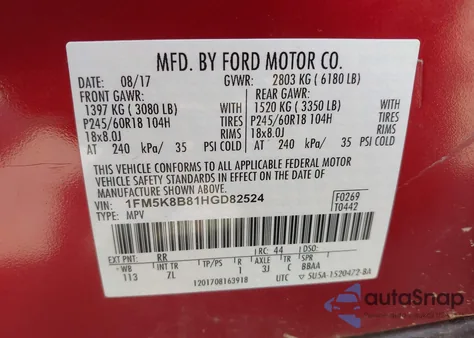 MFD. BY FORD MOTOR CO.
DATE: 08/17 GVWR: 2803 KG ( 6180 LB)
FRONT GAWR: REAR GAWR:
1397 KG ( 3080 LB) 1520 KG ( 3350 LB)
P245/60R18 104H TIRES P245/60R18 104H TIRES
18x8.0J RIMS 18x8.0J RIMS
AT 240 kPa/ 35 PSI COLD AT 240 kPa/ 35 PSI COLD
THIS VEHICLE CONFORMS TO ALL APPLICABLE FEDERAL MOTOR
VEHICLE SAFETY AND BUMPER STANDARDS IN EFFECT
ON THE DATE OF MANUFACTURE SHOWN ABOVE.
VIN: 1FM5K8B81HGD82524 F0269
TYPE: MPV T0442
EXT PNT: RR RC: 44 DSO:
WB INT TR TP/PS R AXLE TR SPR
113 7L 1 3J C BBAA
1201708163918 UTC 5U5A-1520472-BA
autoSnap